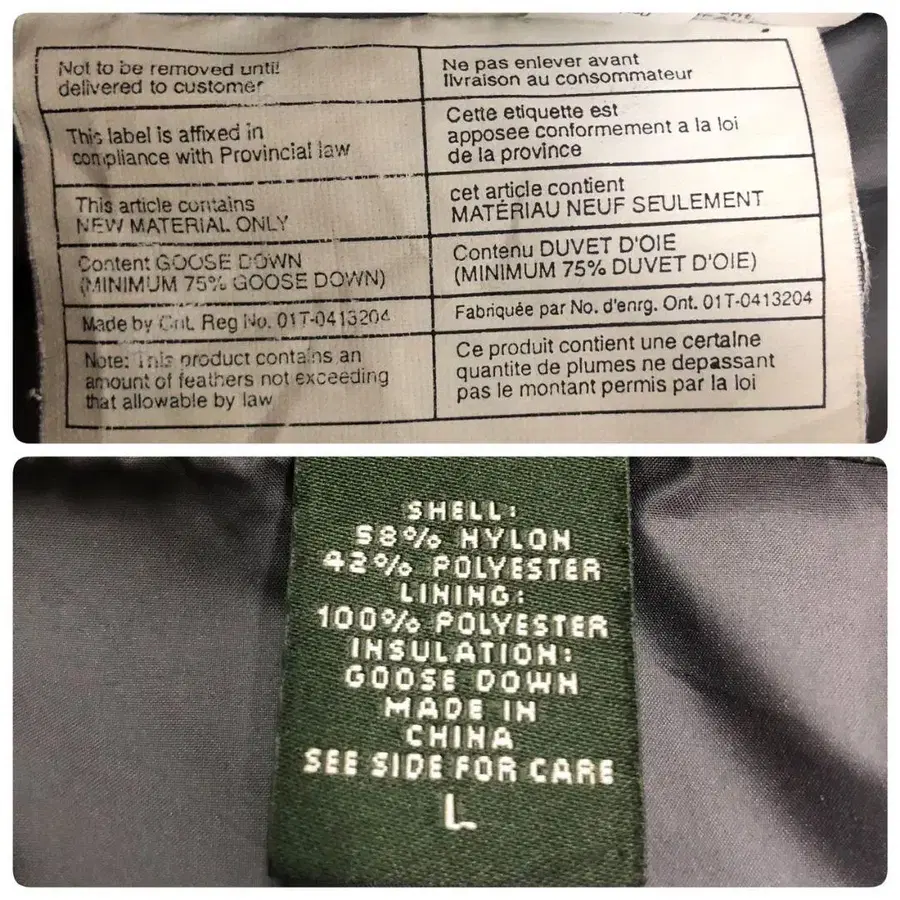 Not to be removed until
delivered to customer
Ne pas enlever avant
livraison au consommateur
This label is affixed in
compliance with Provincial law
Cette etiquette est
apposee conformement a la loi
de la province
This article contains
NEW MATERIAL ONLY
cet article contient
MATÉRIAU NEUF SEULEMENT
Content GOOSE DOWN
(MINIMUM 75% GOOSE DOWN)
Contenu DUVET D'OIE
(MINIMUM 75% DUVET D'OIE)
Made by Ont. Reg No. 01T-0413204
Fabriquée par No. d'enrg. Ont. 01T-0413204
Note: This product contains an
amount of feathers not exceeding
that allowable by law
Ce produit contient une certaine
quantite de plumes ne depassant
pas le montant permis par la loi
SHELL:
58% NYLON
42% POLYESTER
LINING:
100% POLYESTER
INSULATION:
GOOSE DOWN
MADE IN
CHINA
SEE SIDE FOR CARE
L